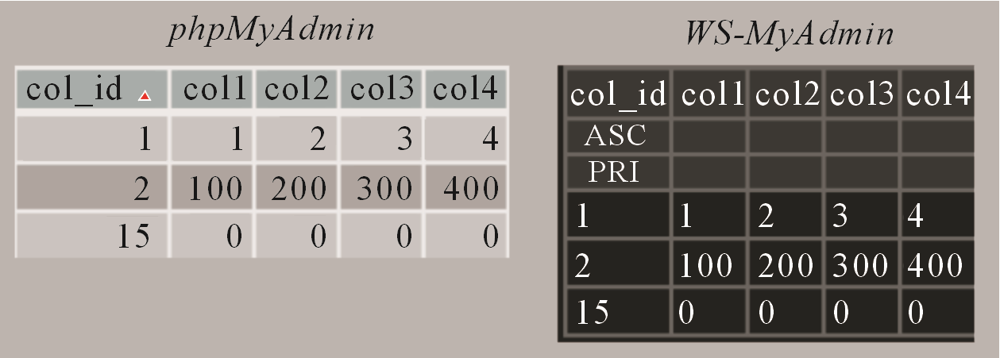 phpMyAdmin
col_id col1 col2 col3 col4
1 1 2 3 4
2 100 200 300 400
15 0 0 0 0
WS-MyAdmin
col_id col1 col2 col3 col4
ASC
PRI
1 1 2 3 4
2 100 200 300 400
15 0 0 0 0